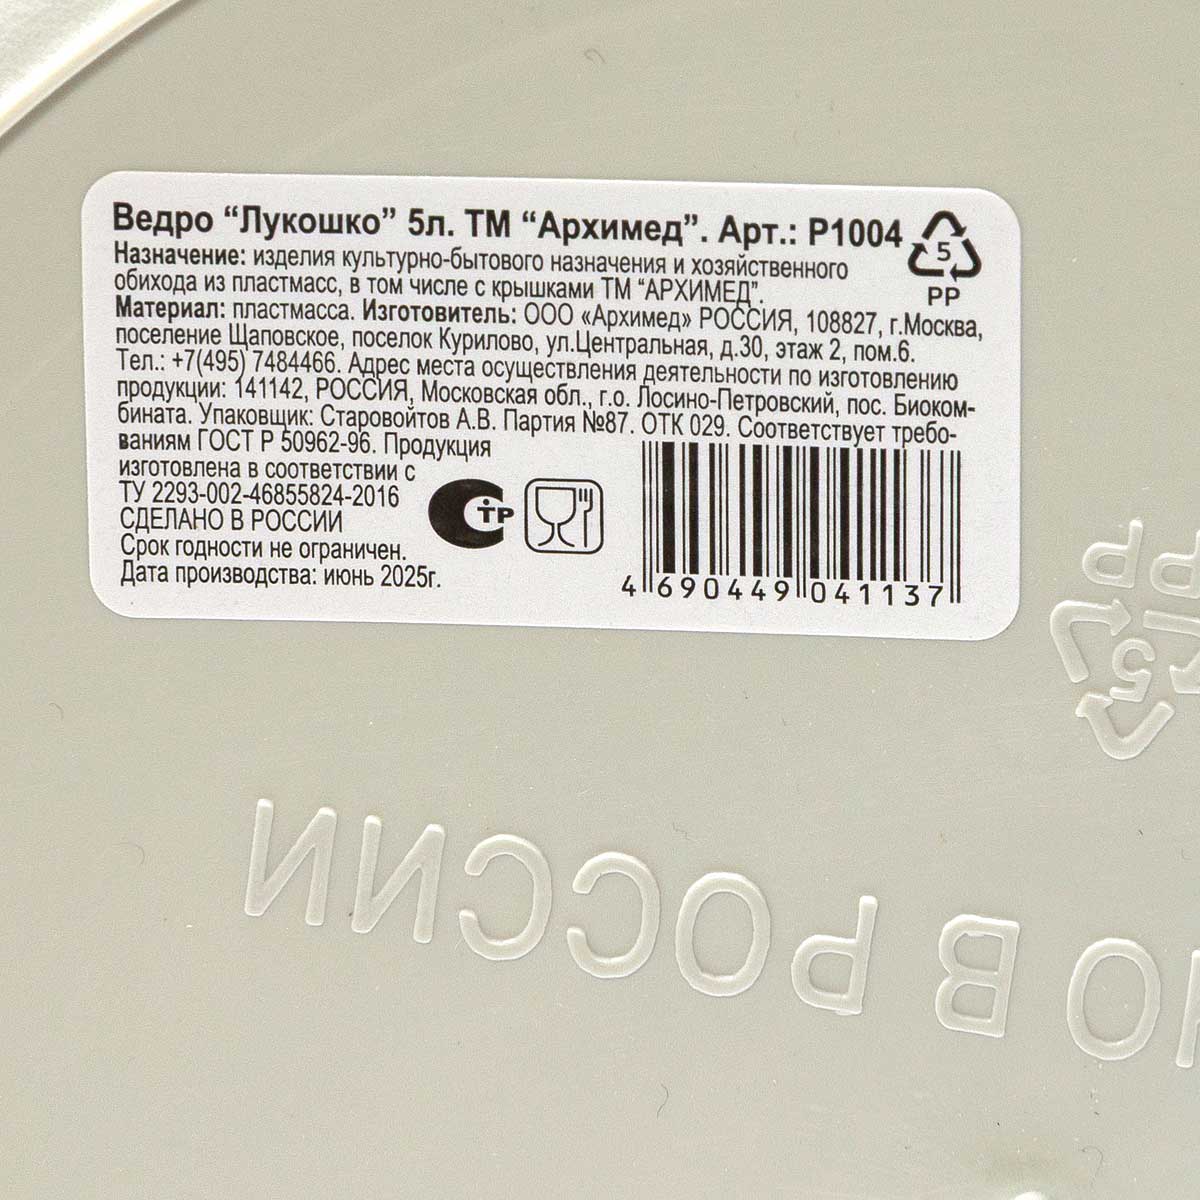 Ведро “Лукошко” 5л. ТМ “Архимед”. Арт.: P1004
5
PP
Назначение: изделия культурно-бытового назначения и хозяйственного
обихода из пластмасс, в том числе с крышками ТМ “АРХИМЕД”.
Материал: пластмасса. Изготовитель: ООО «Архимед» РОССИЯ, 108827, г.Москва,
поселение Щаповское, поселок Курилово, ул.Центральная, д.30, этаж 2, пом.6.
Тел.: +7(495) 7484466. Адрес места осуществления деятельности по изготовлению
продукции: 141142, РОССИЯ, Московская обл., г.о. Лосино-Петровский, пос. Биоком-
бината. Упаковщик: Старовойтов А.В. Партия №87. ОТК 029. Соответствует требо-
ваниям ГОСТ Р 50962-96. Продукция
изготовлена в соответствии с
ТУ 2293-002-46855824-2016
СДЕЛАНО В РОССИИ
Срок годности не ограничен.
Дата производства: июнь 2025г.
тр
4 690449 041137
PP
5
НО В РОССИИ